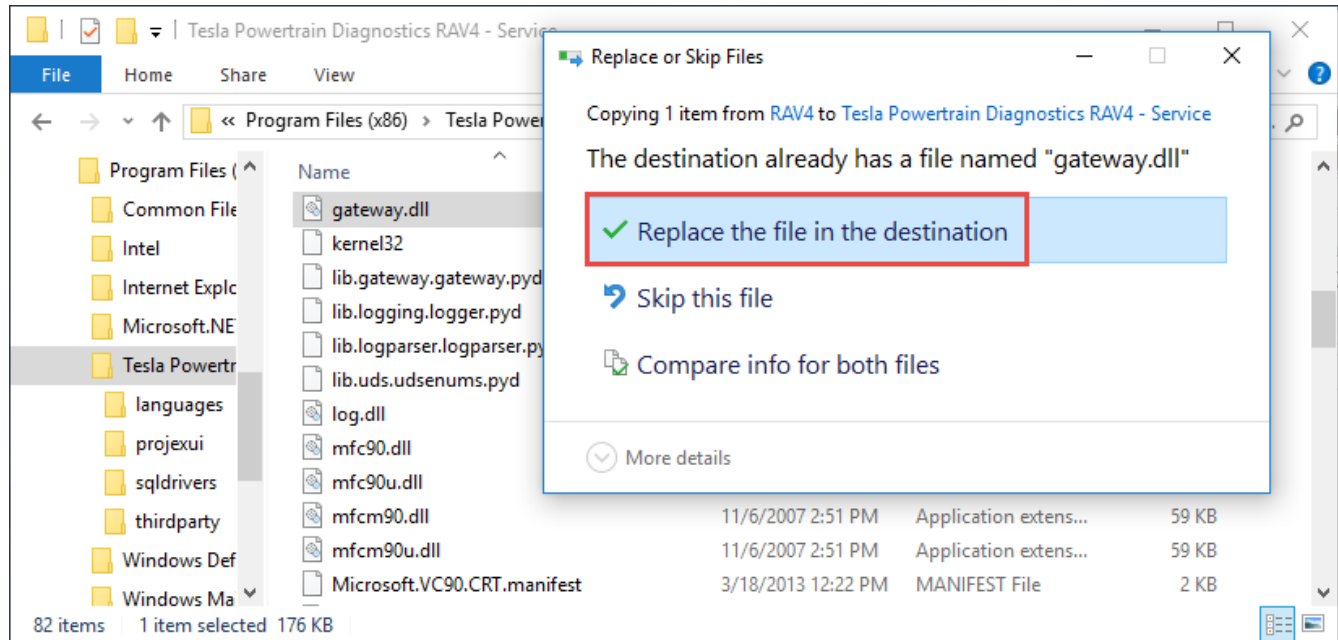 Tesla Powertrain Diagnostics RAV4 - Service
File Home Share View
« Program Files (x86) › Tesla Power
Program Files (
Common File
Intel
Internet Explc
Microsoft.NE
Tesla Powertr
languages
projexui
sqldrivers
thirdparty
Windows Def
Windows Ma
Name
gateway.dll
kernel32
lib.gateway.gateway.pyd
lib.logging.logger.pyd
lib.logparser.logparser.py
lib.uds.udsenums.pyd
log.dll
mfc90.dll
mfc90u.dll
mfcm90.dll 11/6/2007 2:51 PM Application extens... 59 KB
mfcm90u.dll 11/6/2007 2:51 PM Application extens... 59 KB
Microsoft.VC90.CRT.manifest 3/18/2013 12:22 PM MANIFEST File 2 KB
82 items 1 item selected 176 KB
Replace or Skip Files
Copying 1 item from RAV4 to Tesla Powertrain Diagnostics RAV4 - Service
The destination already has a file named "gateway.dll"
Replace the file in the destination
Skip this file
Compare info for both files
More details